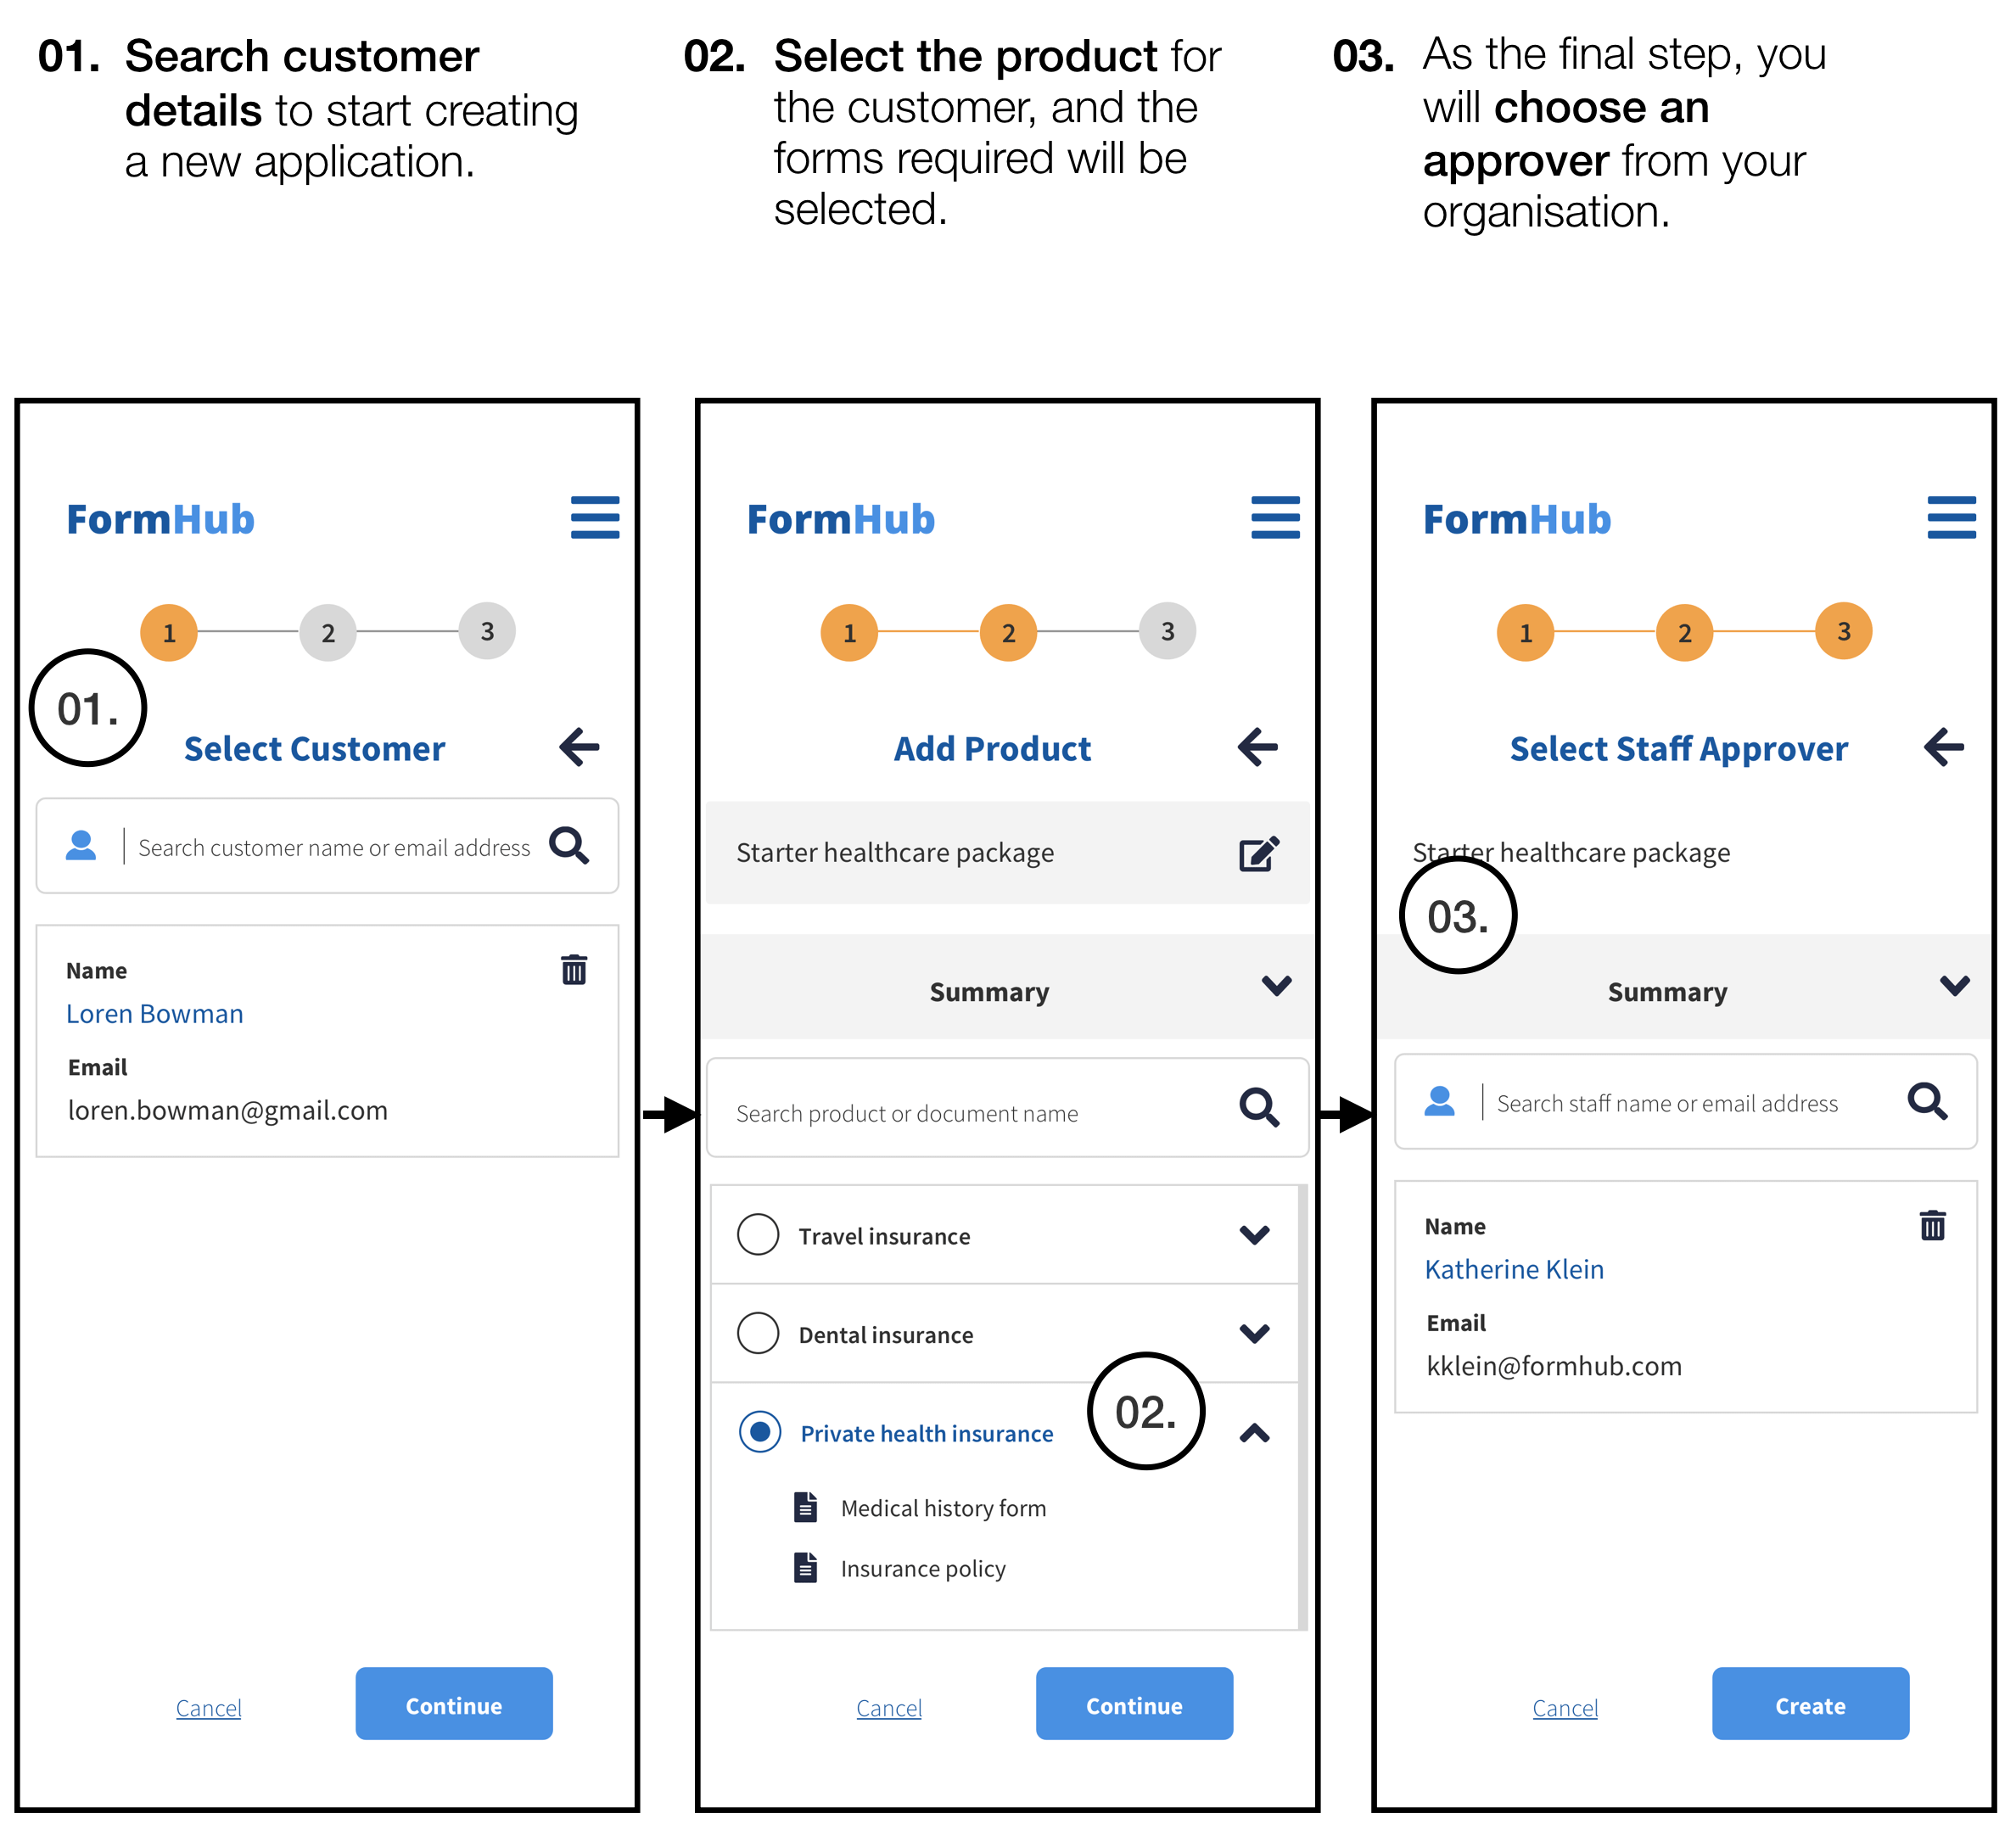 01. Search customer
details to start creating
a new application.
02. Select the product for
the customer, and the
forms required will be
selected.
03. As the final step, you
will choose an
approver from your
organisation.
FormHub
1 2 3
01.
Select Customer
Search customer name or email address
Name
Loren Bowman
Email
loren.bowman@gmail.com
Cancel
Continue
FormHub
1 2 3
Add Product
Starter healthcare package
Summary
Search product or document name
Travel insurance
Dental insurance
02.
Private health insurance
Medical history form
Insurance policy
Cancel
Continue
FormHub
1 2 3
Select Staff Approver
Starter healthcare package
03.
Summary
Search staff name or email address
Name
Katherine Klein
Email
kklein@formhub.com
Cancel
Create